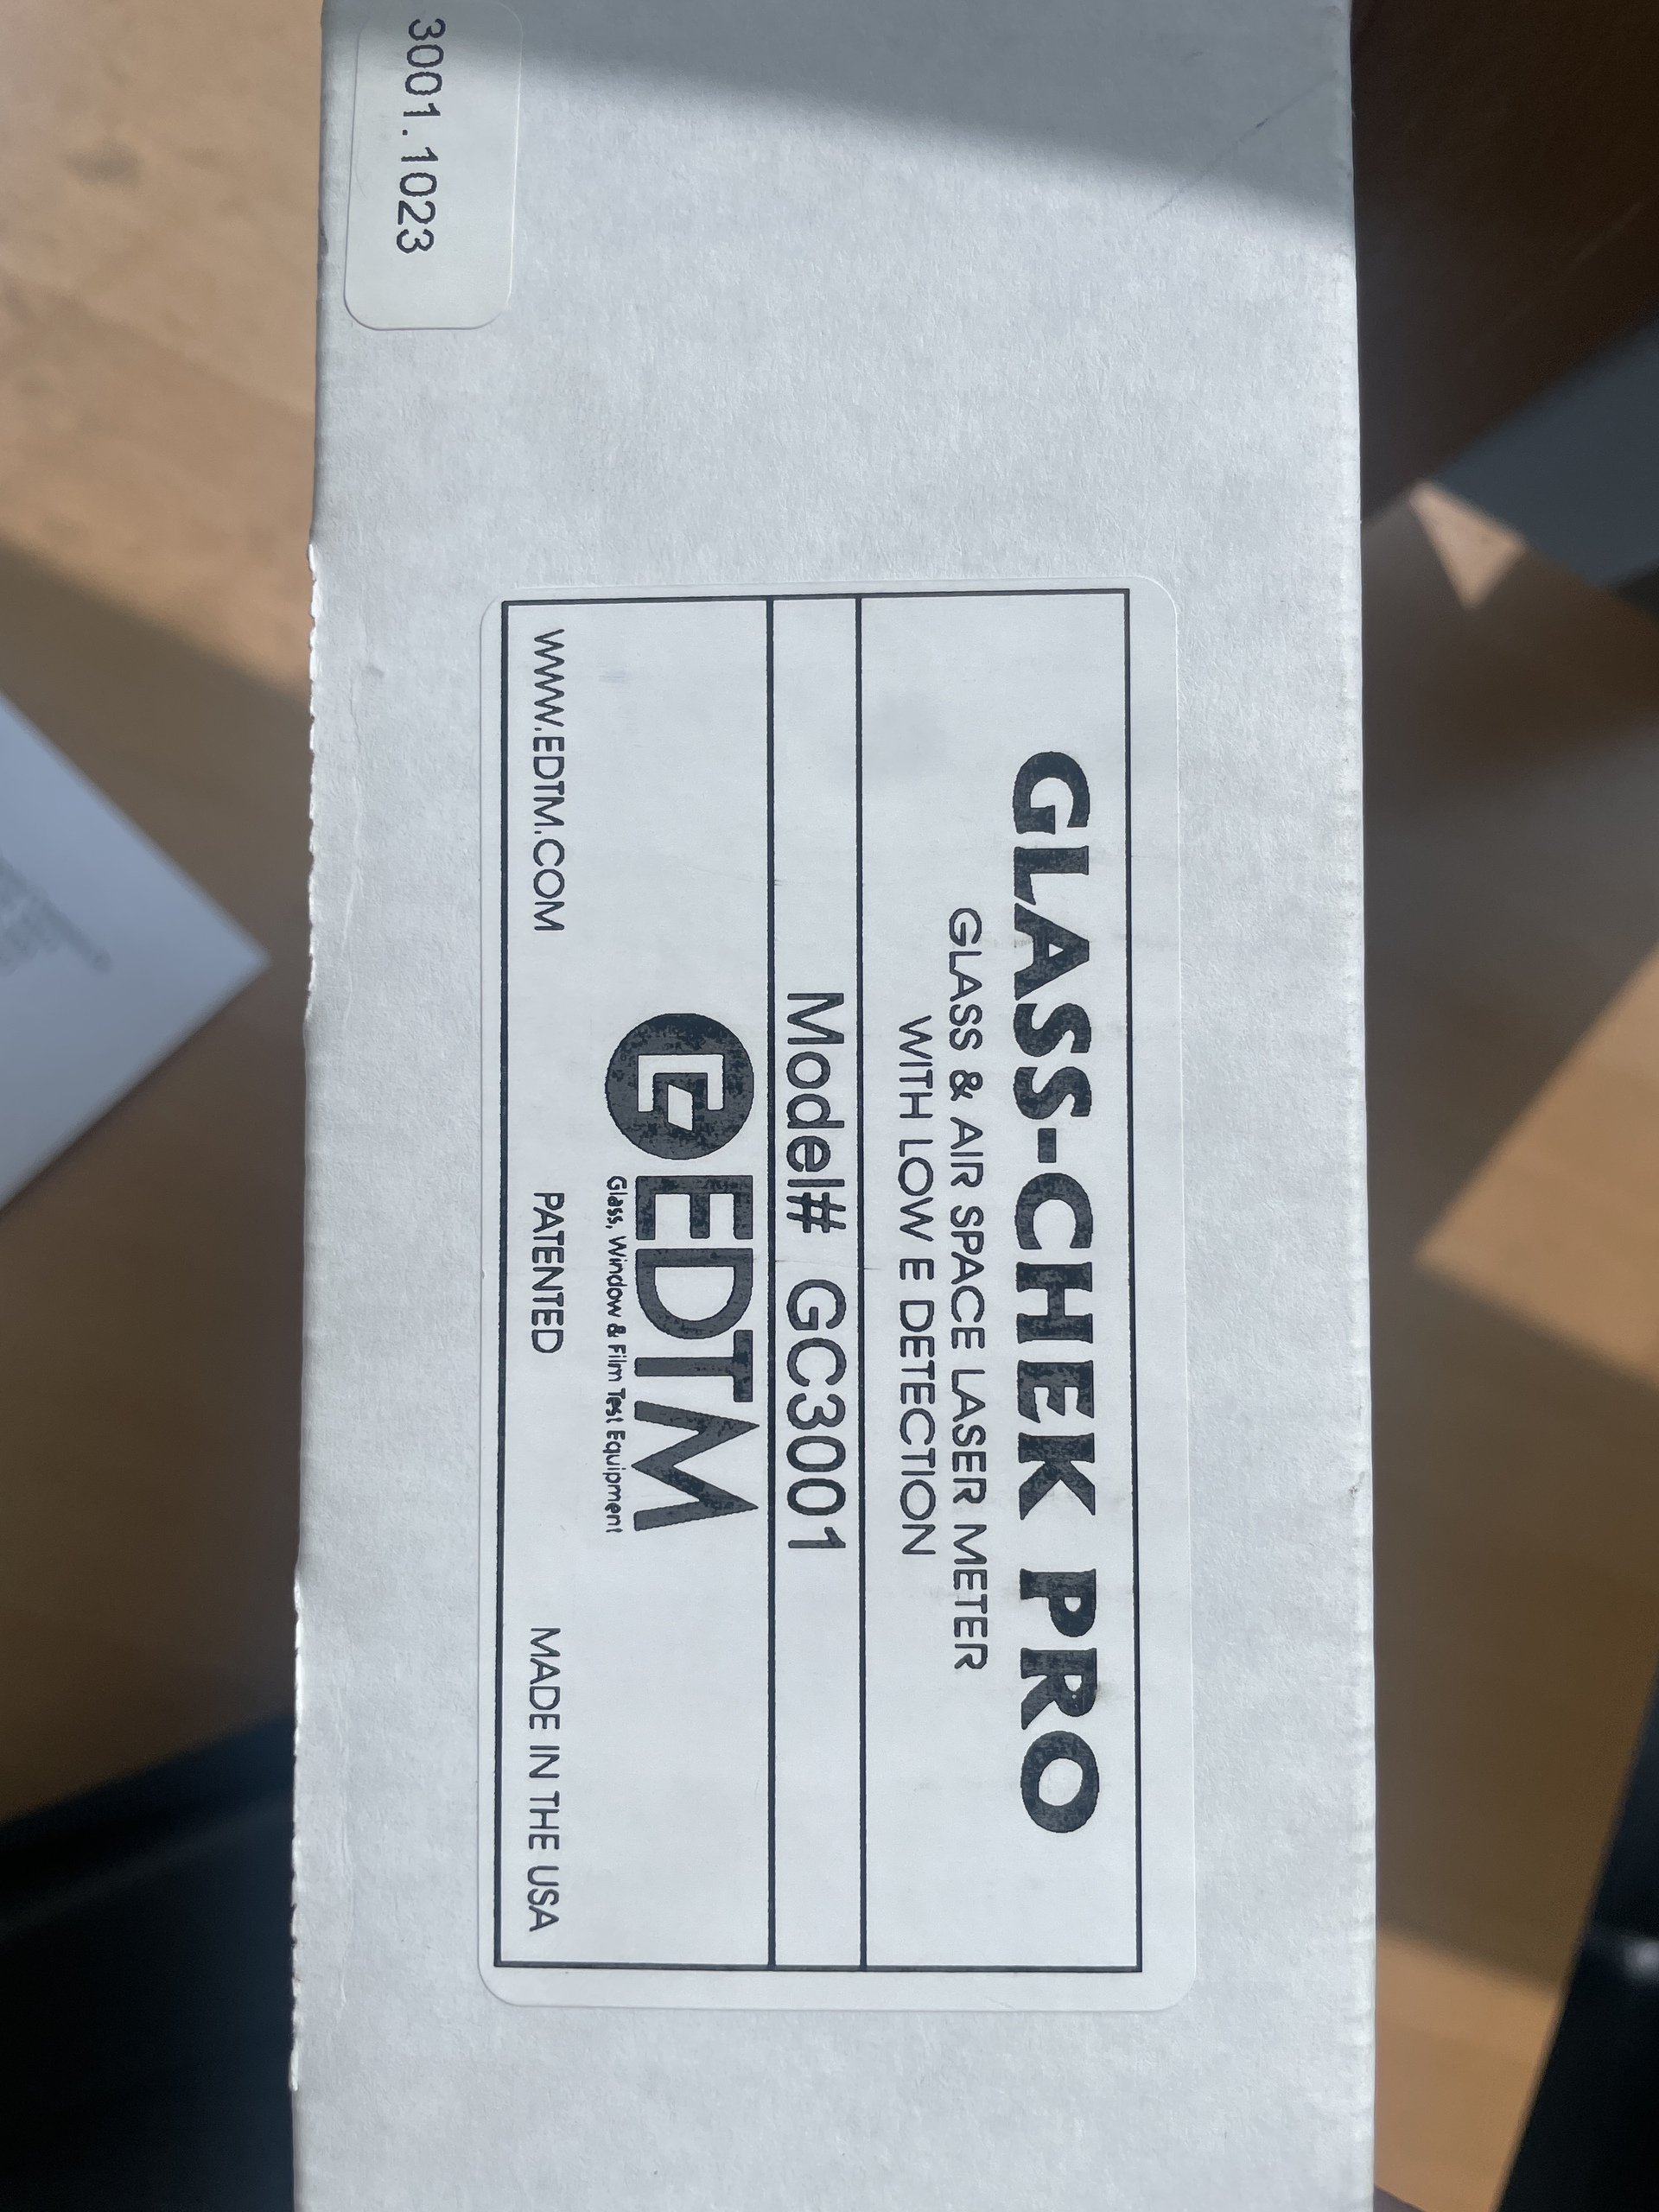 3001.1023
GLASS-CHEK PRO
GLASS & AIR SPACE LASER METER
WITH LOW E DETECTION
Model# GC3001
EDTM
Glass, Window & Film Test Equipment
WWW.EDTM.COM PATENTED MADE IN THE USA